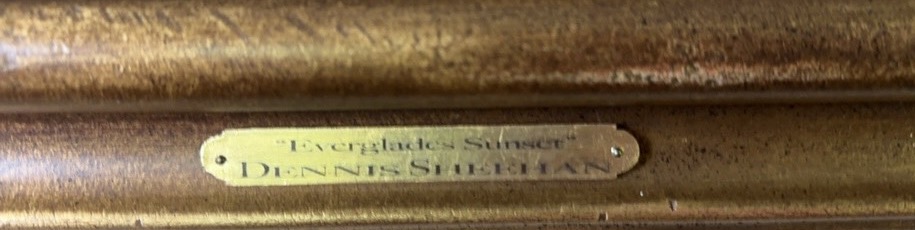 "Everglades Sunset"
DENNIS SHEEHAN